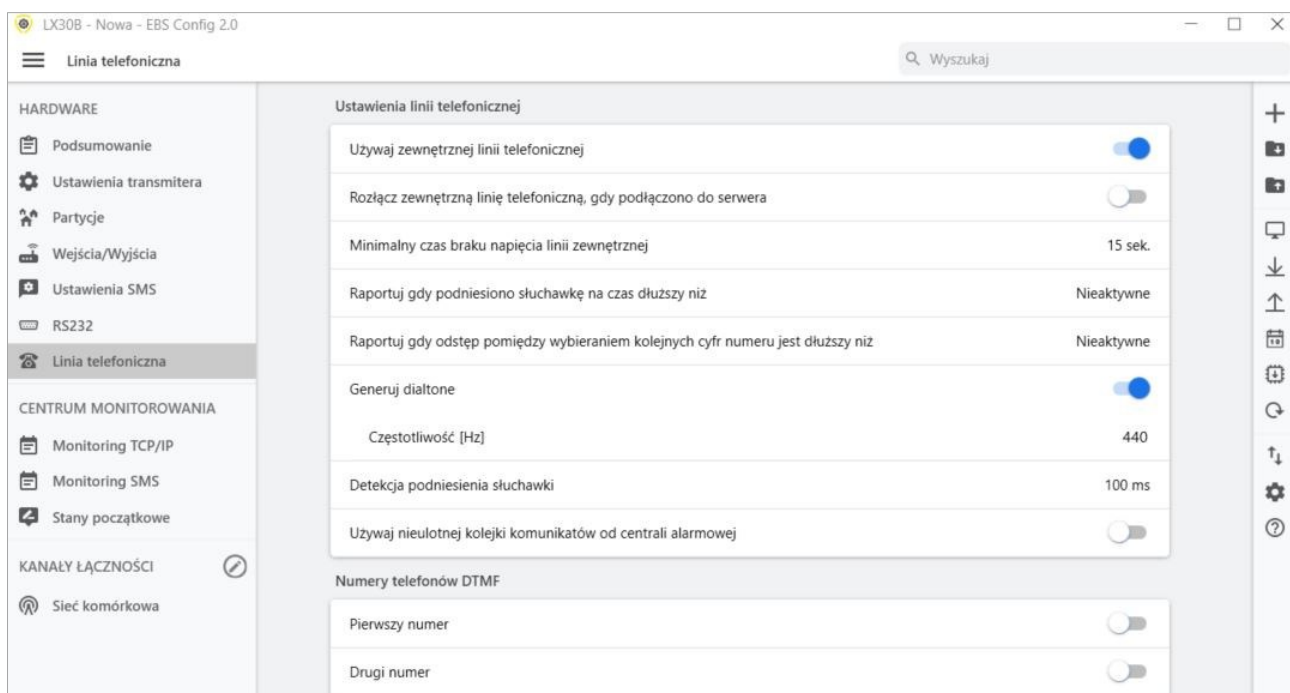 LX30B - Nowa - EBS Config 2.0
Linia telefoniczna
Wyszukaj
HARDWARE
Podsumowanie
Ustawienia transmitera
Partycje
Wejścia/Wyjścia
Ustawienia SMS
RS232
Linia telefoniczna
CENTRUM MONITOROWANIA
Monitoring TCP/IP
Monitoring SMS
Stany początkowe
KANAŁY ŁĄCZNOŚCI
Sieć komórkowa
Ustawienia linii telefonicznej
Używaj zewnętrznej linii telefonicznej
Rozłącz zewnętrzną linię telefoniczną, gdy podłączono do serwera
Minimalny czas braku napięcia linii zewnętrznej 15 sek.
Raportuj gdy podniesiono słuchawkę na czas dłuższy niż Nieaktywne
Raportuj gdy odstęp pomiędzy wybieraniem kolejnych cyfr numeru jest dłuższy niż Nieaktywne
Generuj dialtone
Częstotliwość [Hz] 440
Detekcja podniesienia słuchawki 100 ms
Używaj nieulotnej kolejki komunikatów od centrali alarmowej
Numery telefonów DTMF
Pierwszy numer
Drugi numer